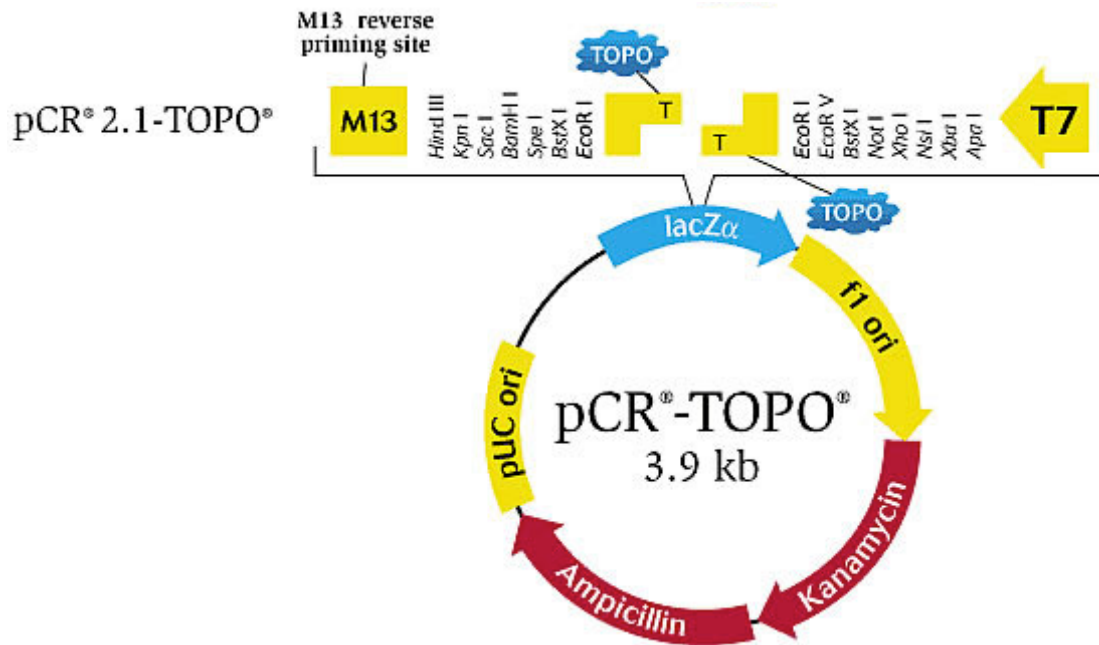 M13 reverse
priming site
TOPO
pCR® 2.1-TOPO®
M13
Hind III
Kpn I
Sac I
BamH I
Spe I
BstX I
EcoR I
T
T
EcoR I
EcoR V
BstX I
Not I
Xho I
Nsi I
Xba I
Apa I
T7
TOPO
lacZα
f1 ori
pUC ori
pCR®-TOPO®
3.9 kb
Kanamycin
Ampicillin